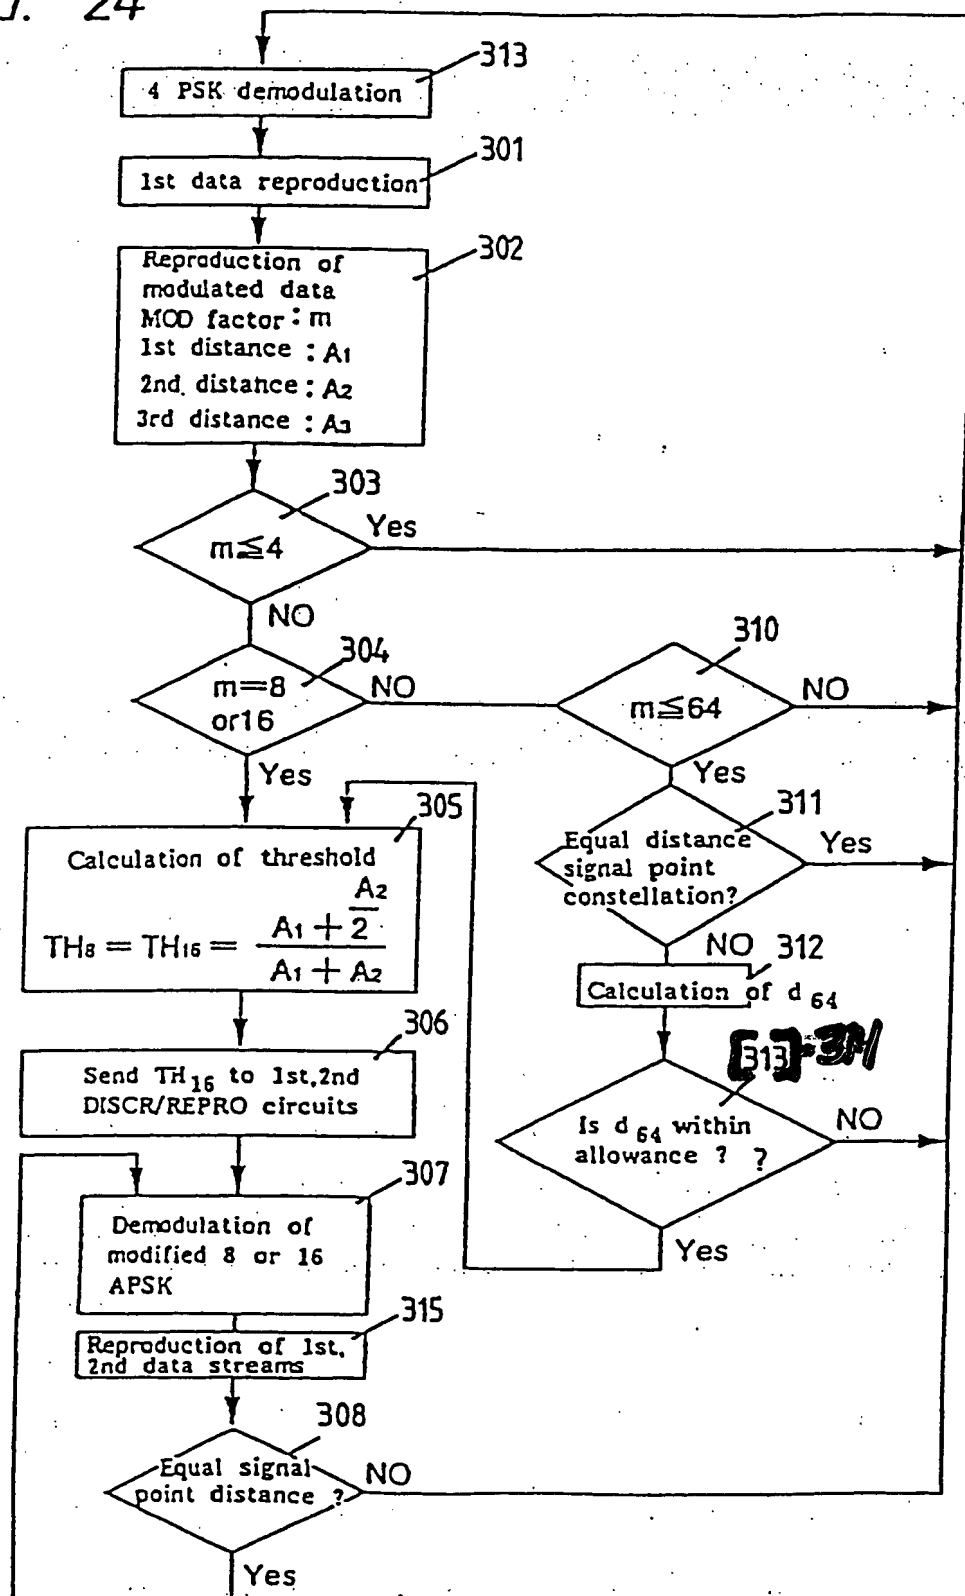 24
313
4 PSK demodulation
301
1st data reproduction
302
Reproduction of
modulated data
MOD factor : m
1st distance : A1
2nd. distance : A2
3rd distance : A3
303
m≦4
Yes
NO
304
m=8
or16
NO
Yes
310
m≦64
NO
Yes
311
Equal distance
signal point
constellation?
Yes
NO
312
Calculation of d 64
[313] 314
Is d 64 within
allowance ? ?
NO
Yes
305
Calculation of threshold
TH8 = TH16 = (A1 + A2/2) / (A1 + A2)
306
Send TH16 to 1st,2nd
DISCR/REPRO circuits
307
Demodulation of
modified 8 or 16
APSK
315
Reproduction of 1st,
2nd data streams
308
Equal signal
point distance ?
NO
Yes